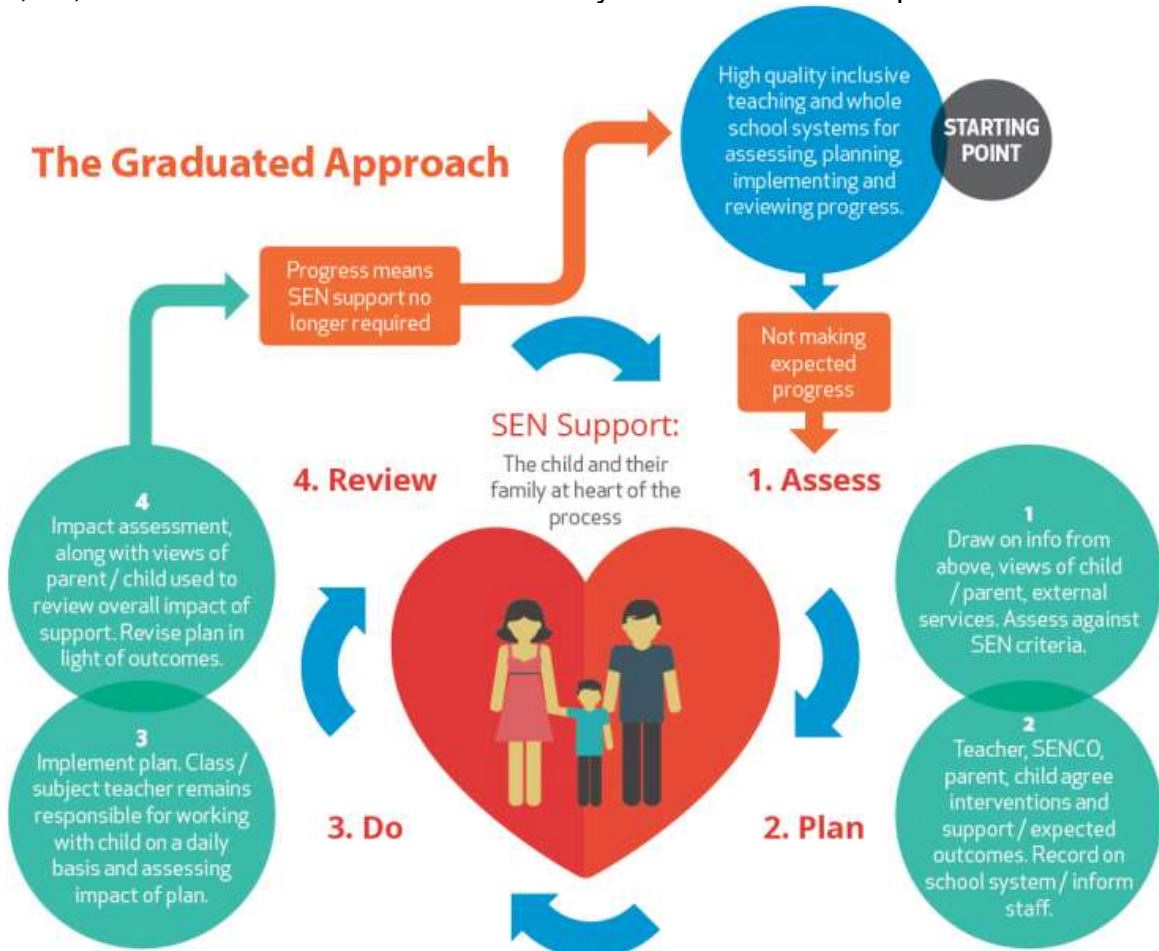 The Graduated Approach
High quality inclusive
teaching and whole
school systems for
assessing, planning,
implementing and
reviewing progress.
STARTING
POINT
Progress means
SEN support no
longer required
Not making
expected
progress
SEN Support:
The child and their
family at heart of the
process
4. Review
1. Assess
4
Impact assessment,
along with views of
parent / child used to
review overall impact of
support. Revise plan in
light of outcomes.
1
Draw on info from
above, views of child
/ parent, external
services. Assess against
SEN criteria.
3
Implement plan. Class /
subject teacher remains
responsible for working
with child on a daily
basis and assessing
impact of plan.
3. Do
2. Plan
2
Teacher, SENCO,
parent, child agree
interventions and
support / expected
outcomes. Record on
school system / inform
staff.